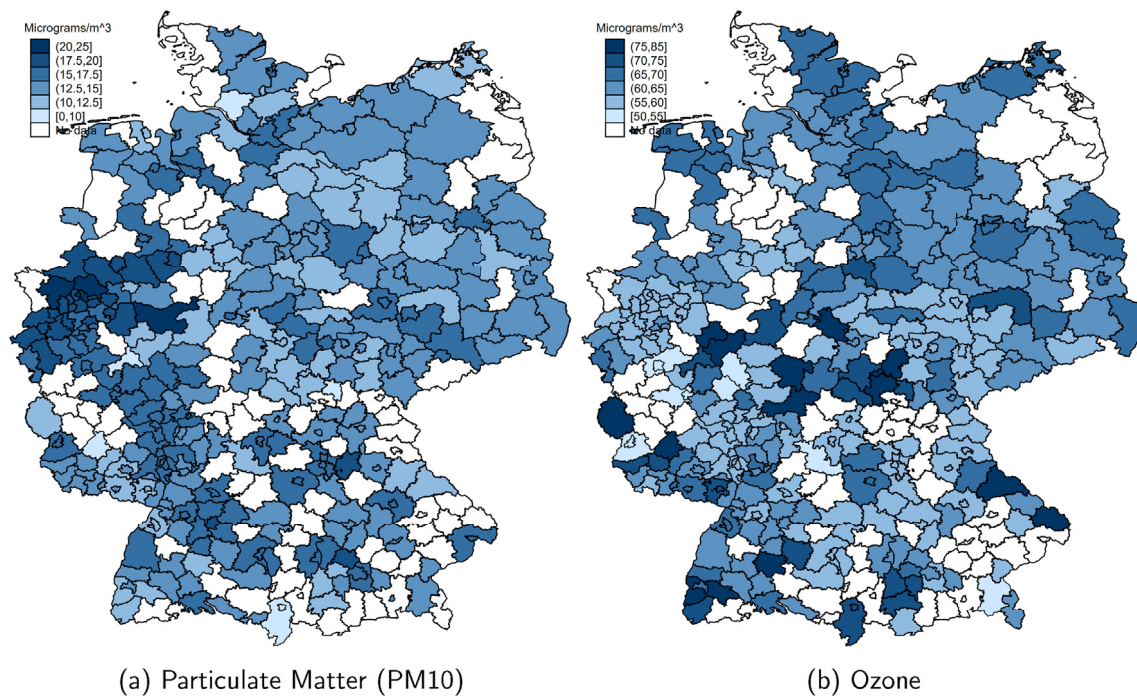 Micrograms/m^3
(20,25]
(17.5,20]
(15,17.5]
(12.5,15]
(10,12.5]
[0,10]
No data
Micrograms/m^3
(75,85]
(70,75]
(65,70]
(60,65]
(55,60]
[50,55]
No data
(a) Particulate Matter (PM10)
(b) Ozone